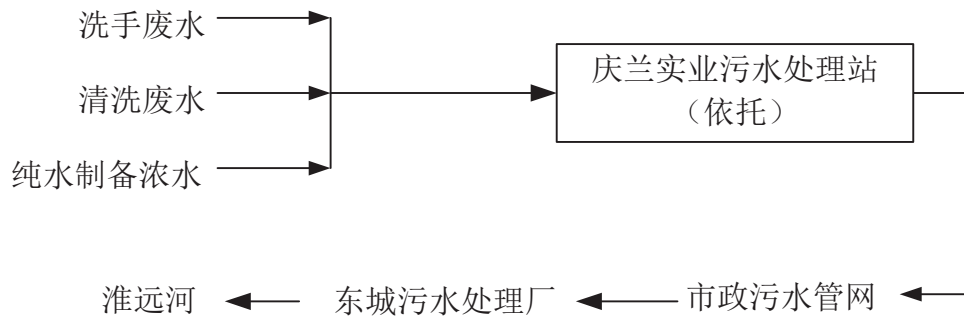 洗手废水
清洗废水
纯水制备浓水
庆兰实业污水处理站
（依托）
淮远河
东城污水处理厂
市政污水管网